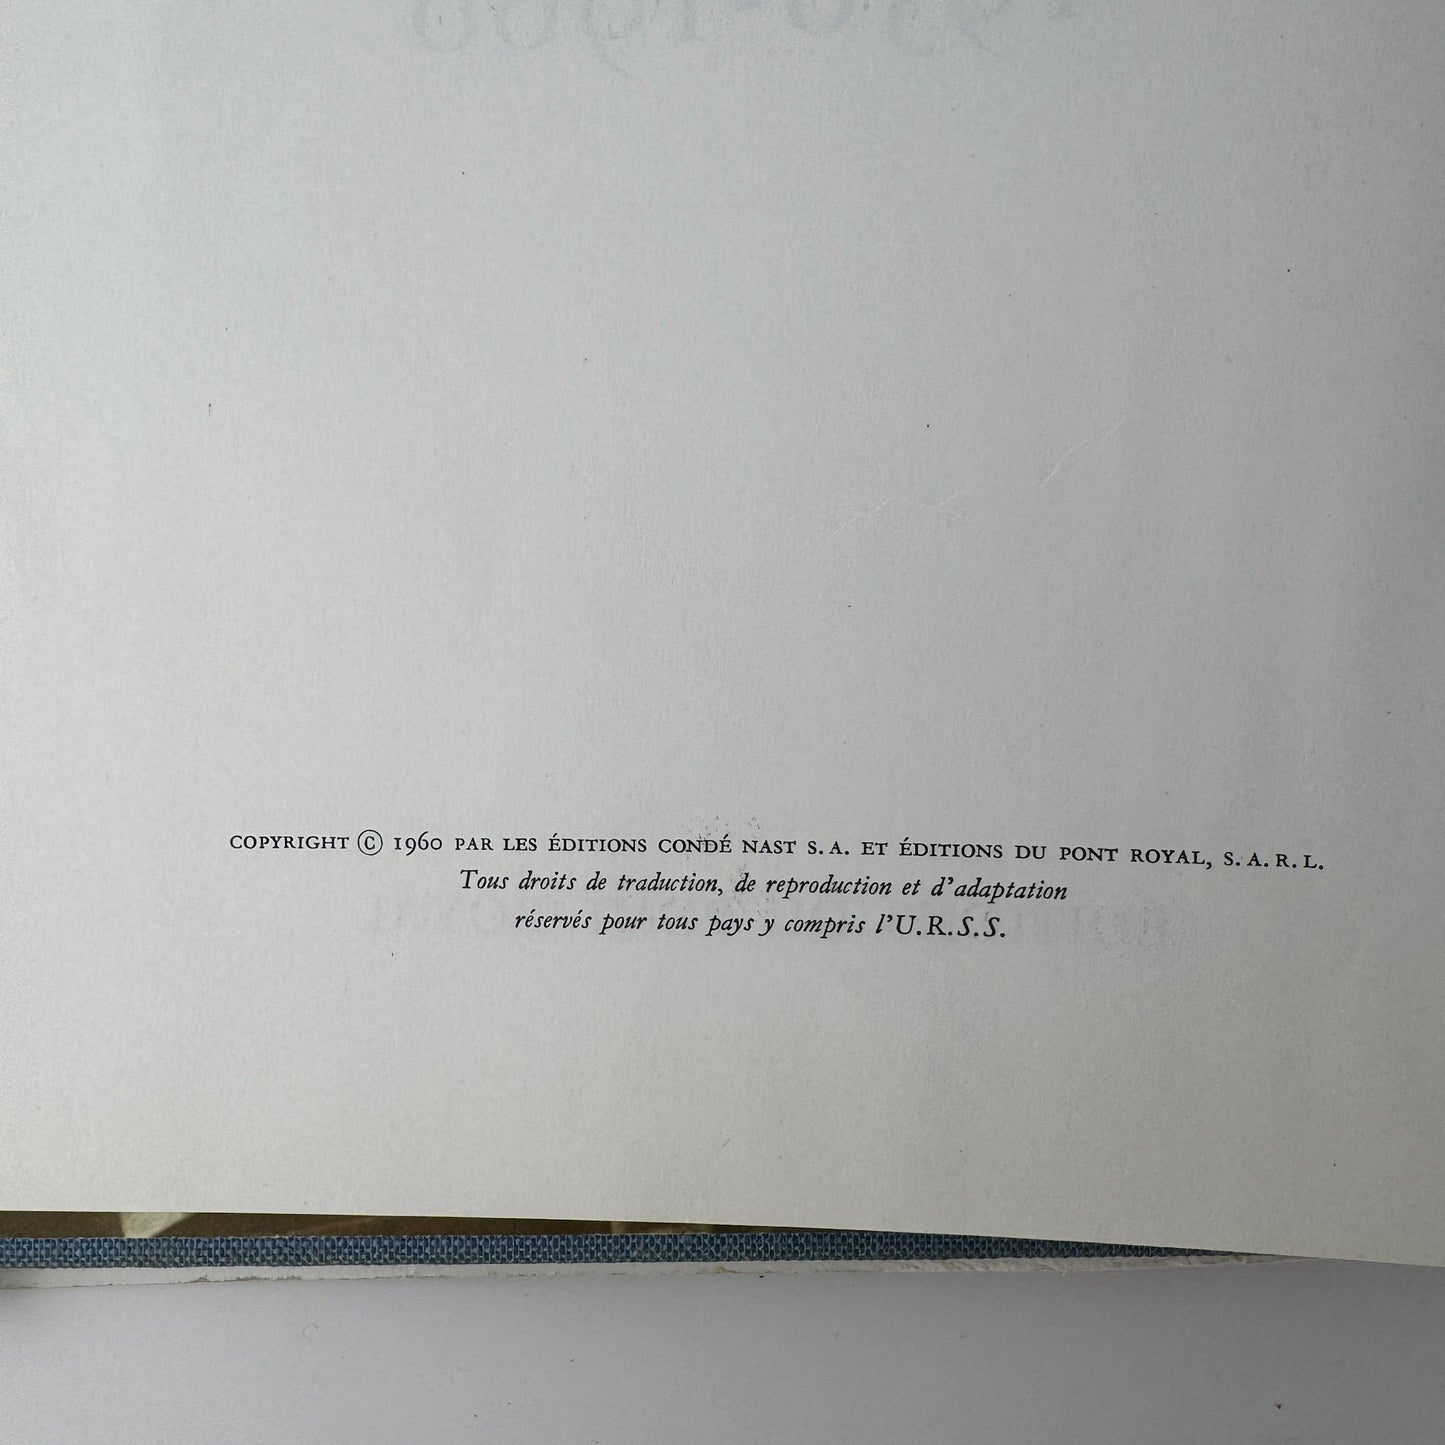 COPYRIGHT © 1960 PAR LES ÉDITIONS CONDÉ NAST S. A. ET ÉDITIONS DU PONT ROYAL, S. A. R. L.
Tous droits de traduction, de reproduction et d'adaptation
réservés pour tous pays y compris l'U.R.S.S.